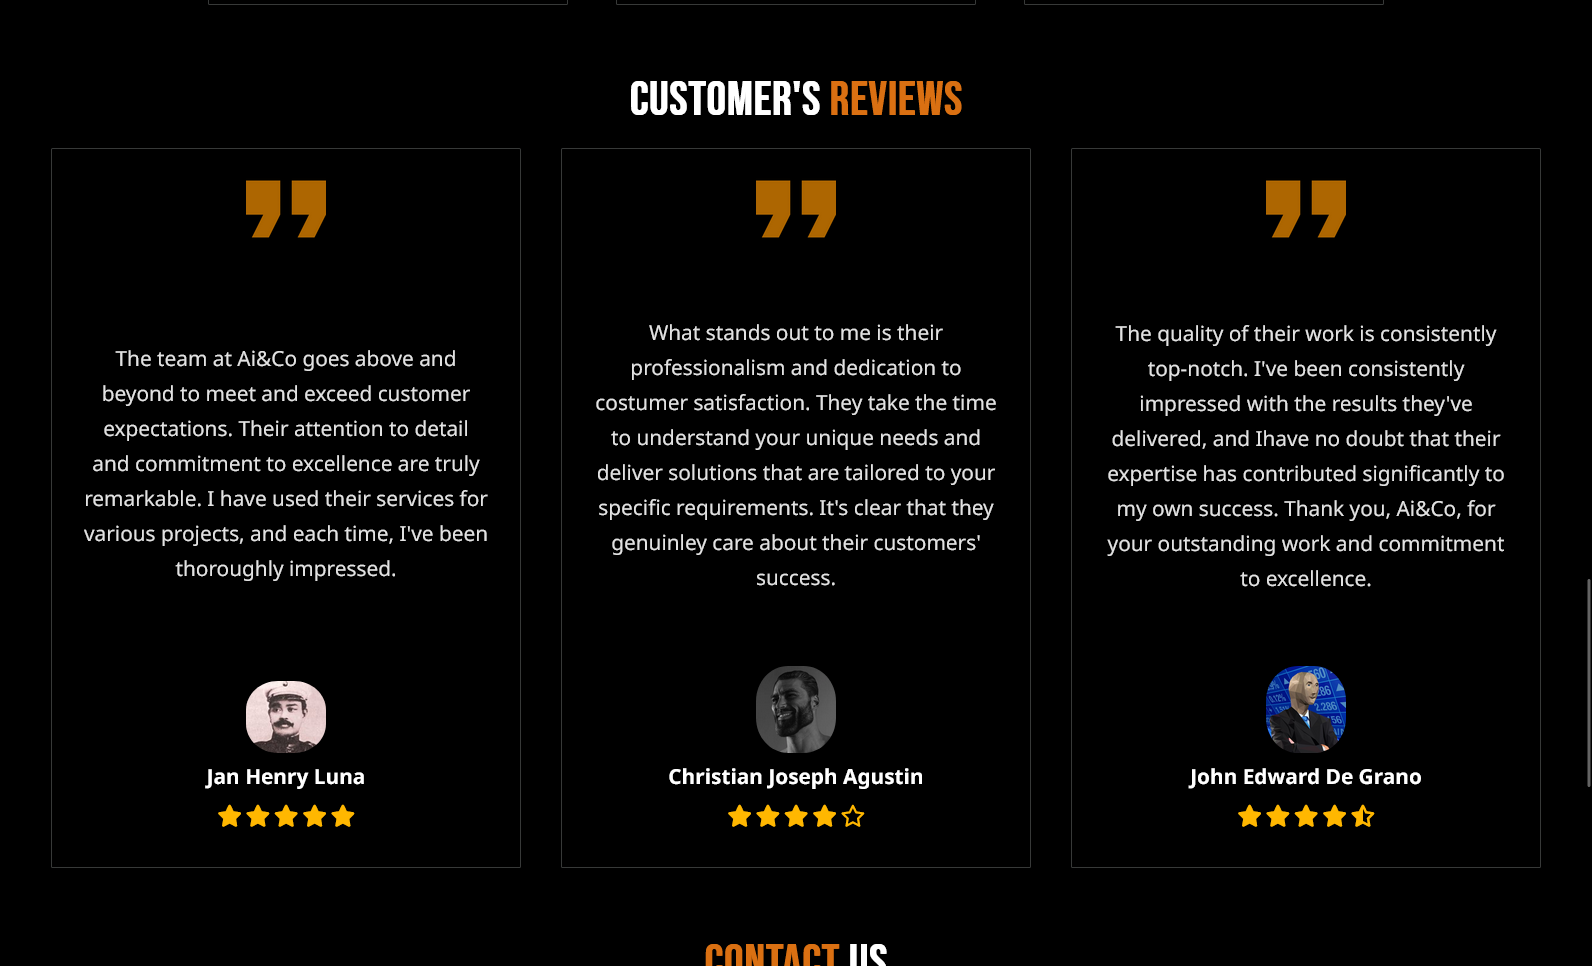 CUSTOMER'S REVIEWS
The team at Ai&Co goes above and
beyond to meet and exceed customer
expectations. Their attention to detail
and commitment to excellence are truly
remarkable. I have used their services for
various projects, and each time, I've been
thoroughly impressed.
Jan Henry Luna
What stands out to me is their
professionalism and dedication to
costumer satisfaction. They take the time
to understand your unique needs and
deliver solutions that are tailored to your
specific requirements. It's clear that they
genuinley care about their customers'
success.
Christian Joseph Agustin
The quality of their work is consistently
top-notch. I've been consistently
impressed with the results they've
delivered, and Ihave no doubt that their
expertise has contributed significantly to
my own success. Thank you, Ai&Co, for
your outstanding work and commitment
to excellence.
John Edward De Grano
CONTACT US